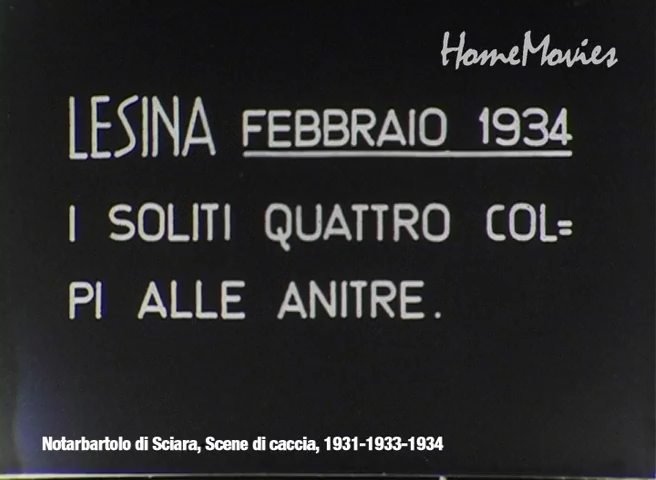 HomeMovies
LESINA FEBBRAIO 1934
I SOLITI QUATTRO COL=
PI ALLE ANITRE.
Notarbartolo di Sciara, Scene di caccia, 1931-1933-1934